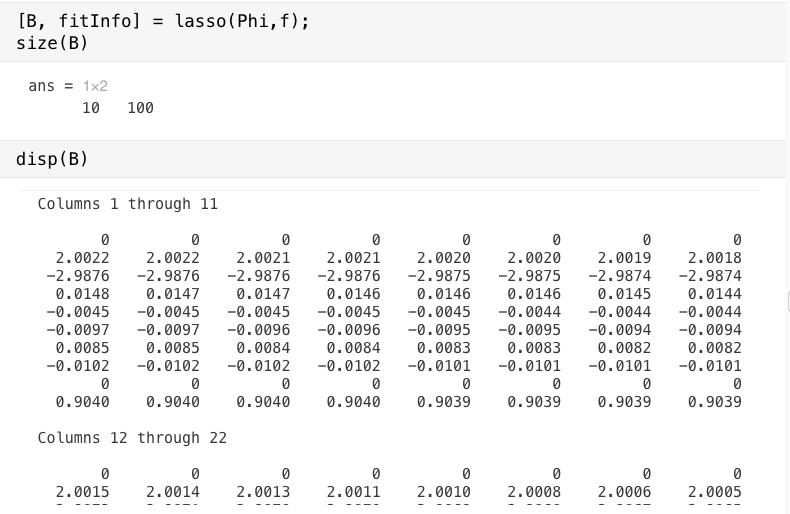 [B, fitInfo] = lasso(Phi,f);
size(B)
ans = 1×2
10 100
disp(B)
Columns 1 through 11
0 0 0 0 0 0 0 0
2.0022 2.0022 2.0021 2.0021 2.0020 2.0020 2.0019 2.0018
−2.9876 −2.9876 −2.9876 −2.9876 −2.9875 −2.9875 −2.9874 −2.9874
0.0148 0.0147 0.0147 0.0146 0.0146 0.0146 0.0145 0.0144
−0.0045 −0.0045 −0.0045 −0.0045 −0.0045 −0.0044 −0.0044 −0.0044
−0.0097 −0.0097 −0.0096 −0.0096 −0.0095 −0.0095 −0.0094 −0.0094
0.0085 0.0085 0.0084 0.0084 0.0083 0.0083 0.0082 0.0082
−0.0102 −0.0102 −0.0102 −0.0102 −0.0101 −0.0101 −0.0101 −0.0101
0 0 0 0 0 0 0 0
0.9040 0.9040 0.9040 0.9040 0.9039 0.9039 0.9039 0.9039
Columns 12 through 22
0 0 0 0 0 0 0 0
2.0015 2.0014 2.0013 2.0011 2.0010 2.0008 2.0006 2.0005